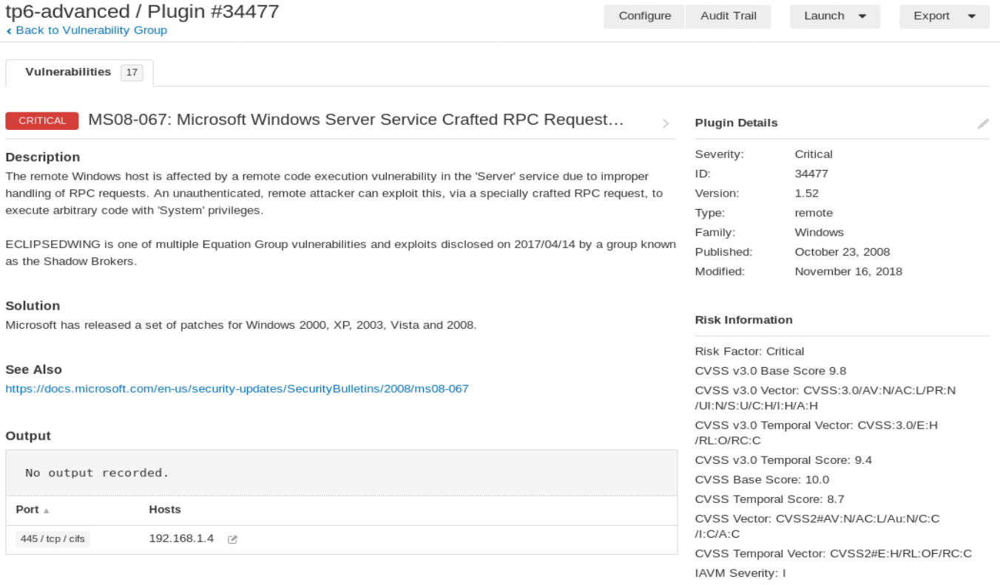 tp6-advanced / Plugin #34477
‹ Back to Vulnerability Group
Configure
Audit Trail
Launch
Export
Vulnerabilities 17
CRITICAL
MS08-067: Microsoft Windows Server Service Crafted RPC Request...
Description
The remote Windows host is affected by a remote code execution vulnerability in the 'Server' service due to improper
handling of RPC requests. An unauthenticated, remote attacker can exploit this, via a specially crafted RPC request, to
execute arbitrary code with 'System' privileges.
ECLIPSEDWING is one of multiple Equation Group vulnerabilities and exploits disclosed on 2017/04/14 by a group known
as the Shadow Brokers.
Solution
Microsoft has released a set of patches for Windows 2000, XP, 2003, Vista and 2008.
See Also
https://docs.microsoft.com/en-us/security-updates/SecurityBulletins/2008/ms08-067
Output
No output recorded.
Port Hosts
445 / tcp / cifs 192.168.1.4
Plugin Details
Severity: Critical
ID: 34477
Version: 1.52
Type: remote
Family: Windows
Published: October 23, 2008
Modified: November 16, 2018
Risk Information
Risk Factor: Critical
CVSS v3.0 Base Score 9.8
CVSS v3.0 Vector: CVSS:3.0/AV:N/AC:L/PR:N
/UI:N/S:U/C:H/I:H/A:H
CVSS v3.0 Temporal Vector: CVSS:3.0/E:H
/RL:O/RC:C
CVSS v3.0 Temporal Score: 9.4
CVSS Base Score: 10.0
CVSS Temporal Score: 8.7
CVSS Vector: CVSS2#AV:N/AC:L/Au:N/C:C
/I:C/A:C
CVSS Temporal Vector: CVSS2#E:H/RL:OF/RC:C
IAVM Severity: I